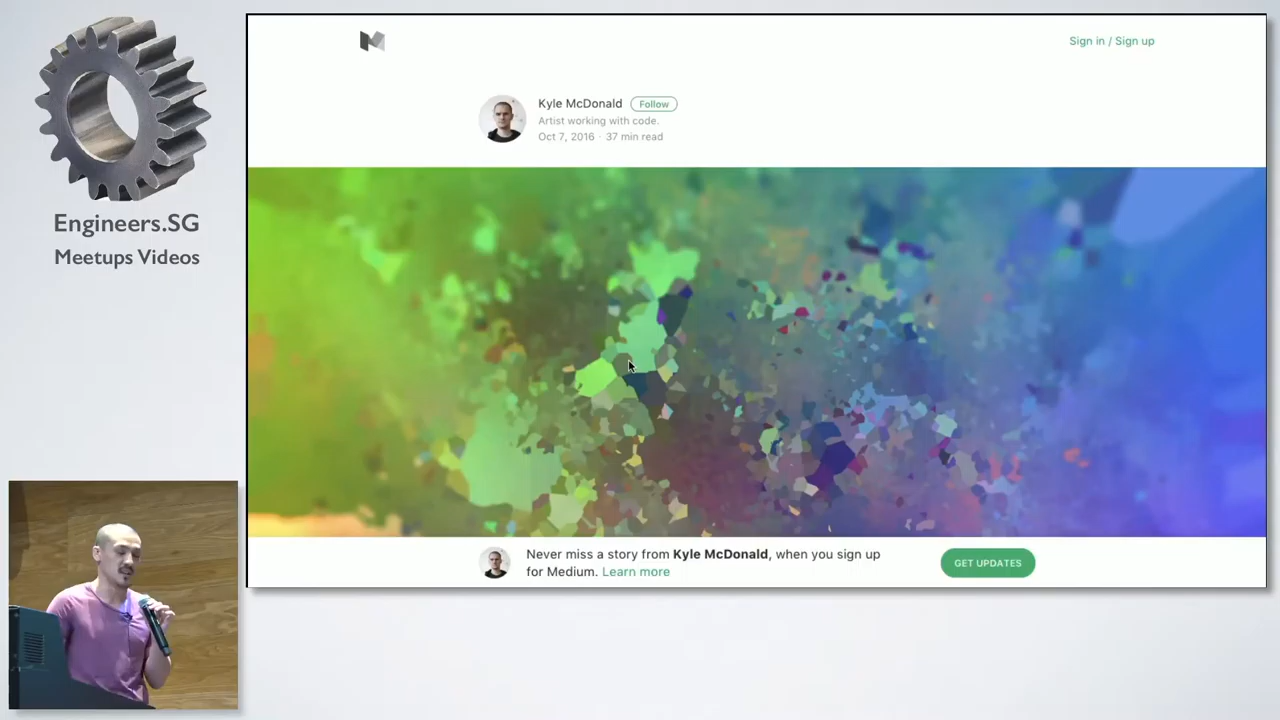 Engineers.SG
Meetups Videos
Sign in / Sign up
Kyle McDonald Follow
Artist working with code.
Oct 7, 2016 · 37 min read
Never miss a story from Kyle McDonald, when you sign up
for Medium. Learn more
GET UPDATES